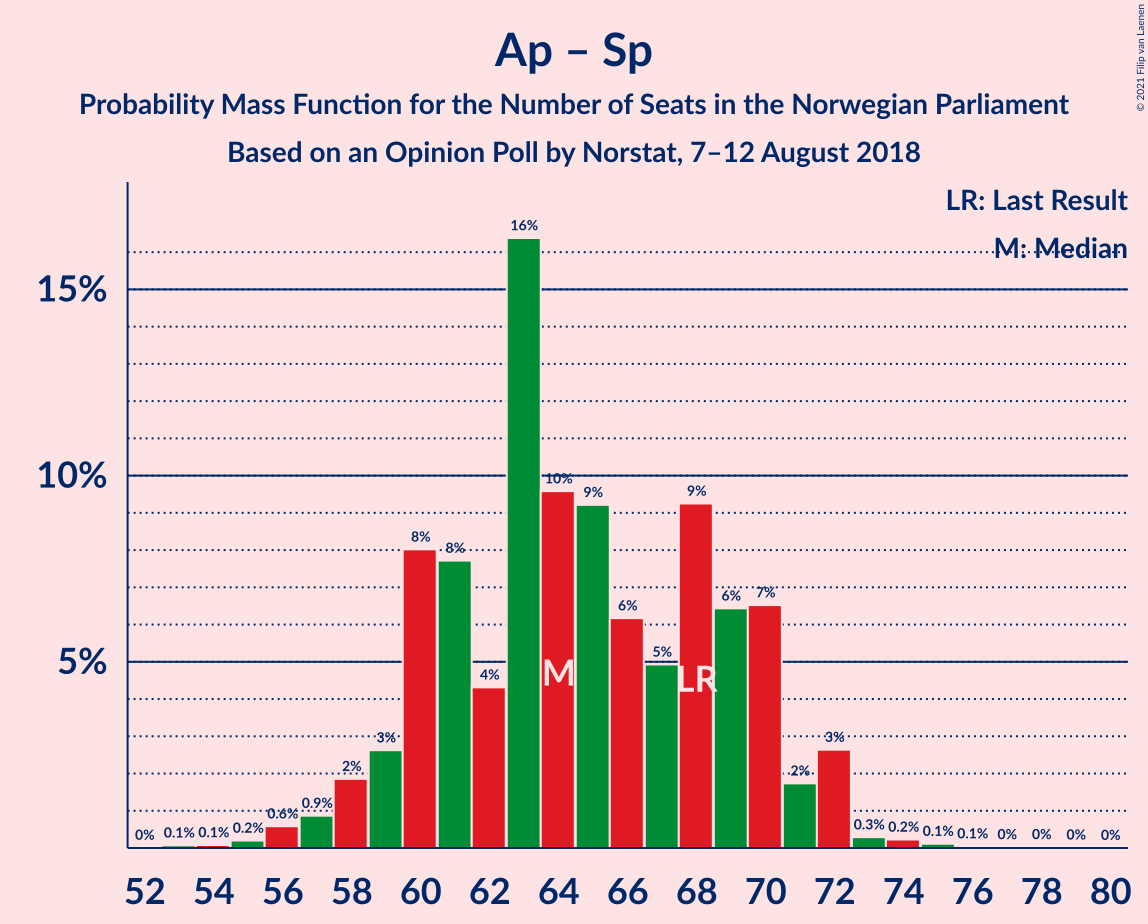 © 2021 Filip van Laenen
Ap – Sp
Probability Mass Function for the Number of Seats in the Norwegian Parliament
Based on an Opinion Poll by Norstat, 7–12 August 2018
LR: Last Result
M: Median
15%
10%
5%
0% 0.1% 0.1% 0.2% 0.6% 0.9% 2% 3% 8% 8% 4% 16% 10% 9% 6% 5% 9% 6% 7% 2% 3% 0.3% 0.2% 0.1% 0.1% 0% 0% 0% 0%
M LR
52 54 56 58 60 62 64 66 68 70 72 74 76 78 80